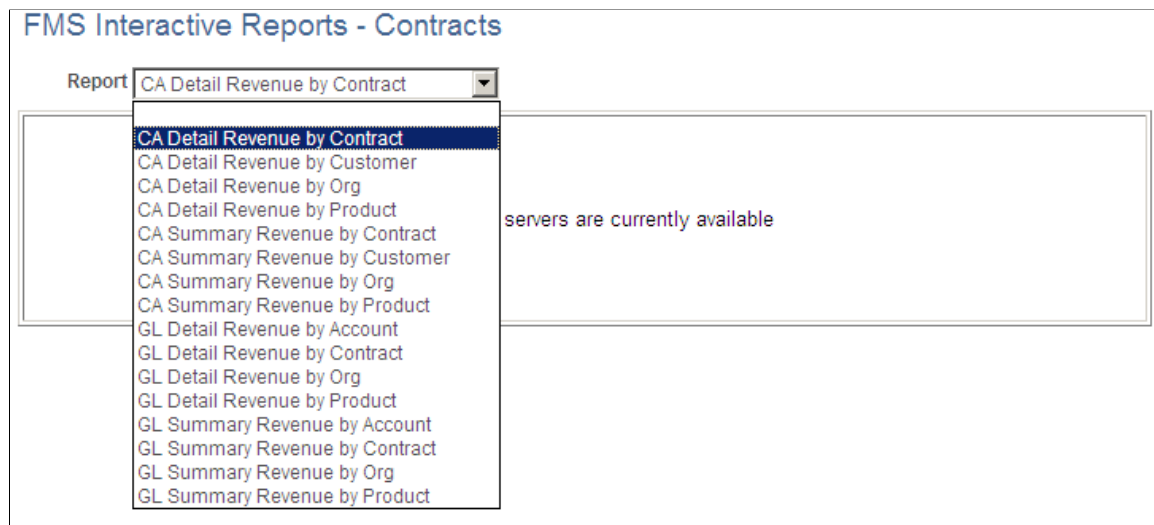 FMS Interactive Reports - Contracts
Report CA Detail Revenue by Contract
CA Detail Revenue by Contract
CA Detail Revenue by Customer
CA Detail Revenue by Org
CA Detail Revenue by Product
servers are currently available
CA Summary Revenue by Contract
CA Summary Revenue by Customer
CA Summary Revenue by Org
CA Summary Revenue by Product
GL Detail Revenue by Account
GL Detail Revenue by Contract
GL Detail Revenue by Org
GL Detail Revenue by Product
GL Summary Revenue by Account
GL Summary Revenue by Contract
GL Summary Revenue by Org
GL Summary Revenue by Product